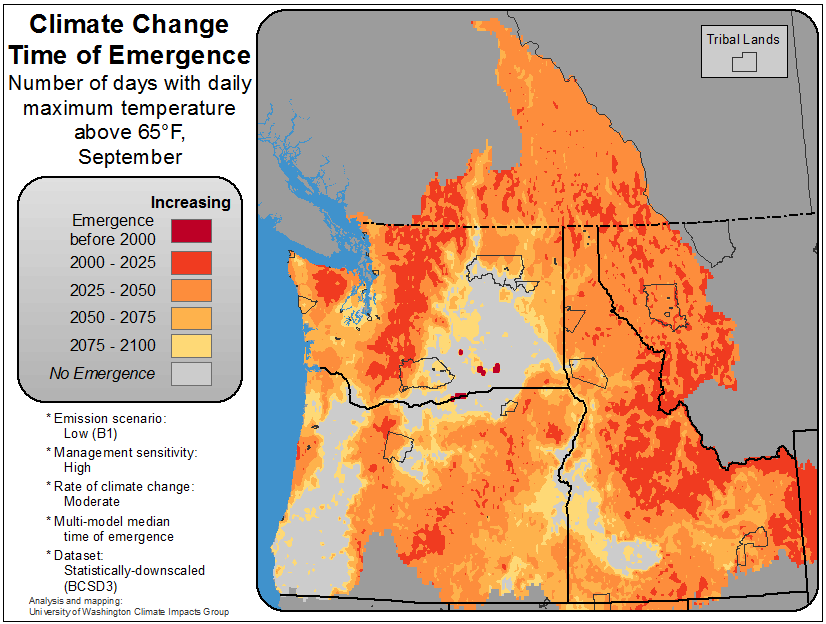 Climate Change
Time of Emergence
Number of days with daily
maximum temperature
above 65°F,
September
Increasing
Emergence
before 2000
2000 - 2025
2025 - 2050
2050 - 2075
2075 - 2100
No Emergence
* Emission scenario:
Low (B1)
* Management sensitivity:
High
* Rate of climate change:
Moderate
* Multi-model median
time of emergence
* Dataset:
Statistically-downscaled
(BCSD3)
Analysis and mapping:
University of Washington Climate Impacts Group
Tribal Lands